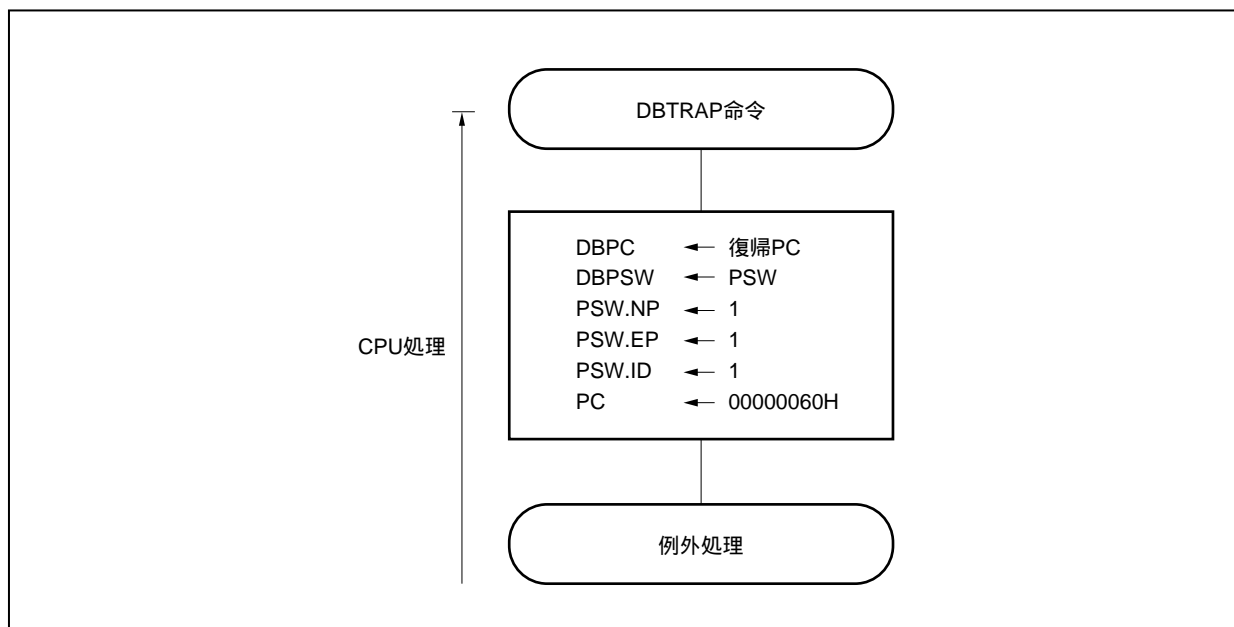 DBTRAP命令
DBPC ← 復帰PC
DBPSW ← PSW
PSW.NP ← 1
PSW.EP ← 1
CPU処理
PSW.ID ← 1
PC ← 00000060H
例外処理